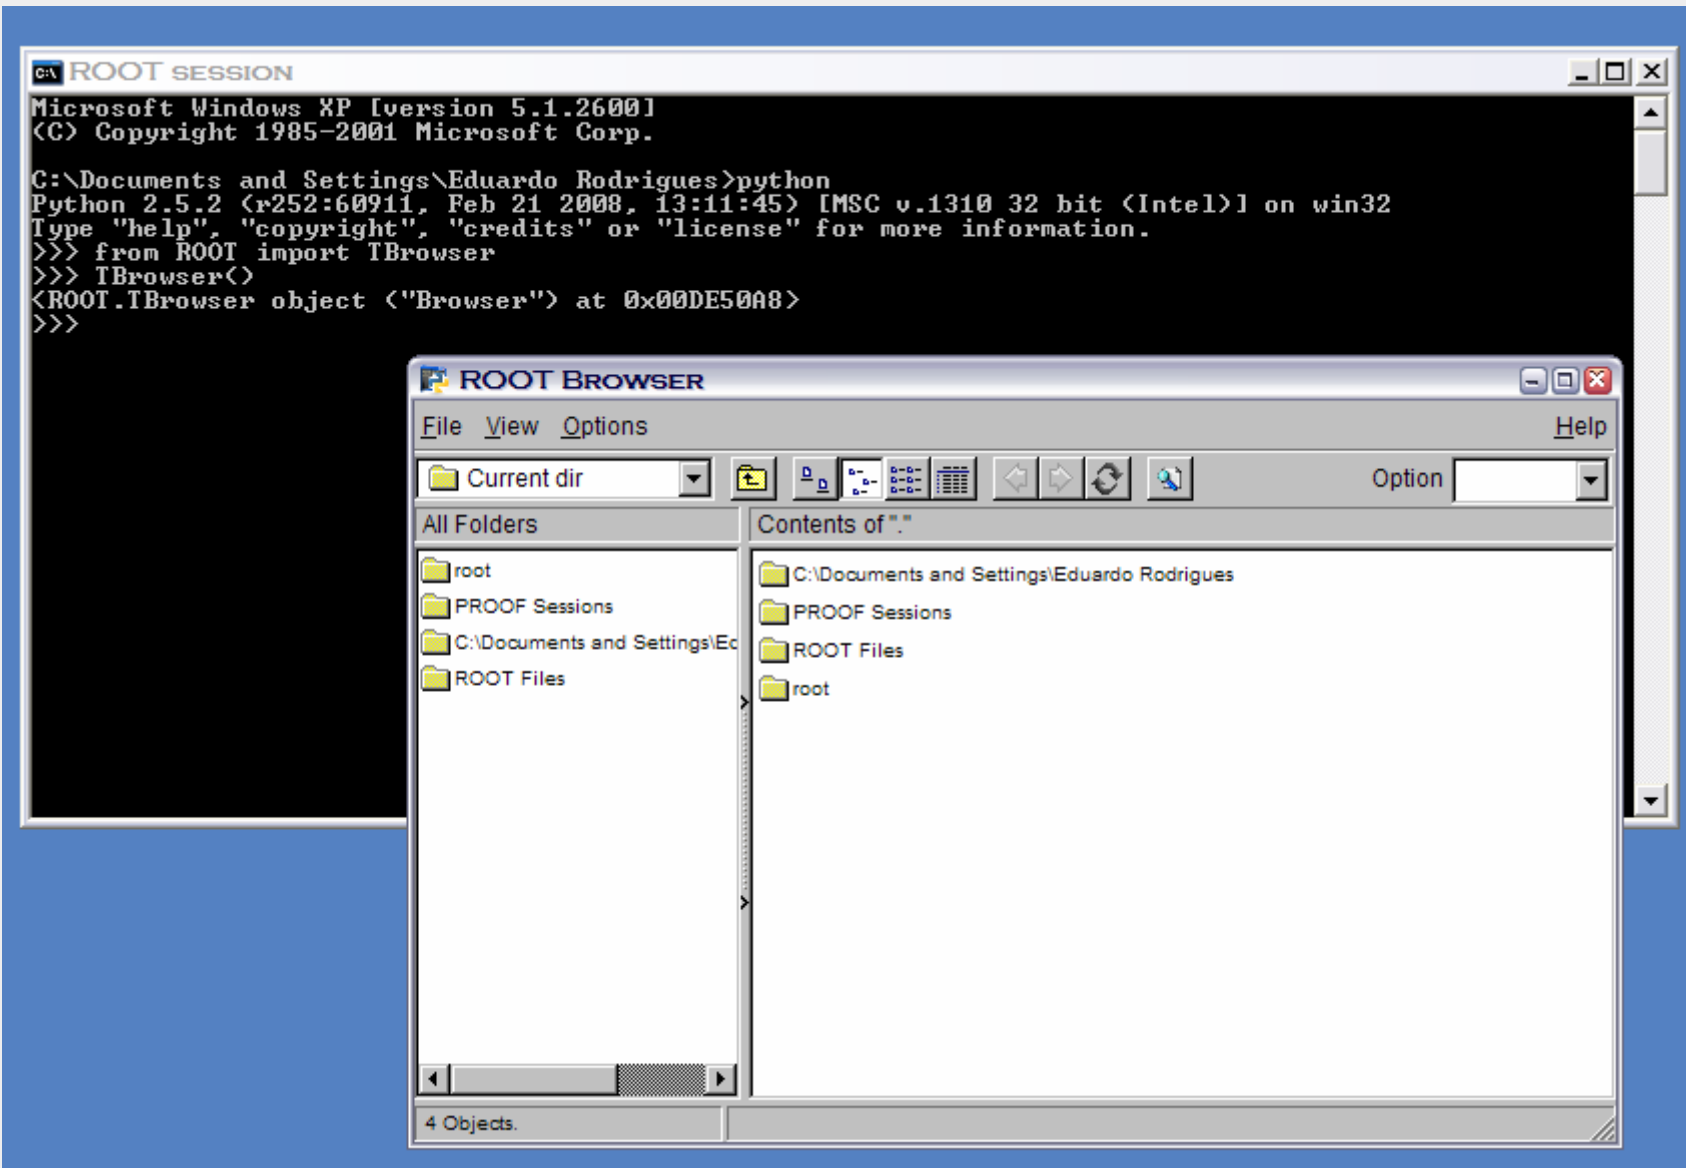 ROOT SESSION
Microsoft Windows XP [version 5.1.2600]
(C) Copyright 1985-2001 Microsoft Corp.
C:\Documents and Settings\Eduardo Rodrigues>python
Python 2.5.2 (r252:60911, Feb 21 2008, 13:11:45) [MSC v.1310 32 bit (Intel)] on win32
Type "help", "copyright", "credits" or "license" for more information.
>>> from ROOT import TBrowser
>>> TBrowser()
<ROOT.TBrowser object ("Browser") at 0x00DE50A8>
>>>
ROOT BROWSER
File View Options Help
Current dir Option
All Folders
root
PROOF Sessions
C:\Documents and Settings\Ec
ROOT Files
Contents of "."
C:\Documents and Settings\Eduardo Rodrigues
PROOF Sessions
ROOT Files
root
4 Objects.